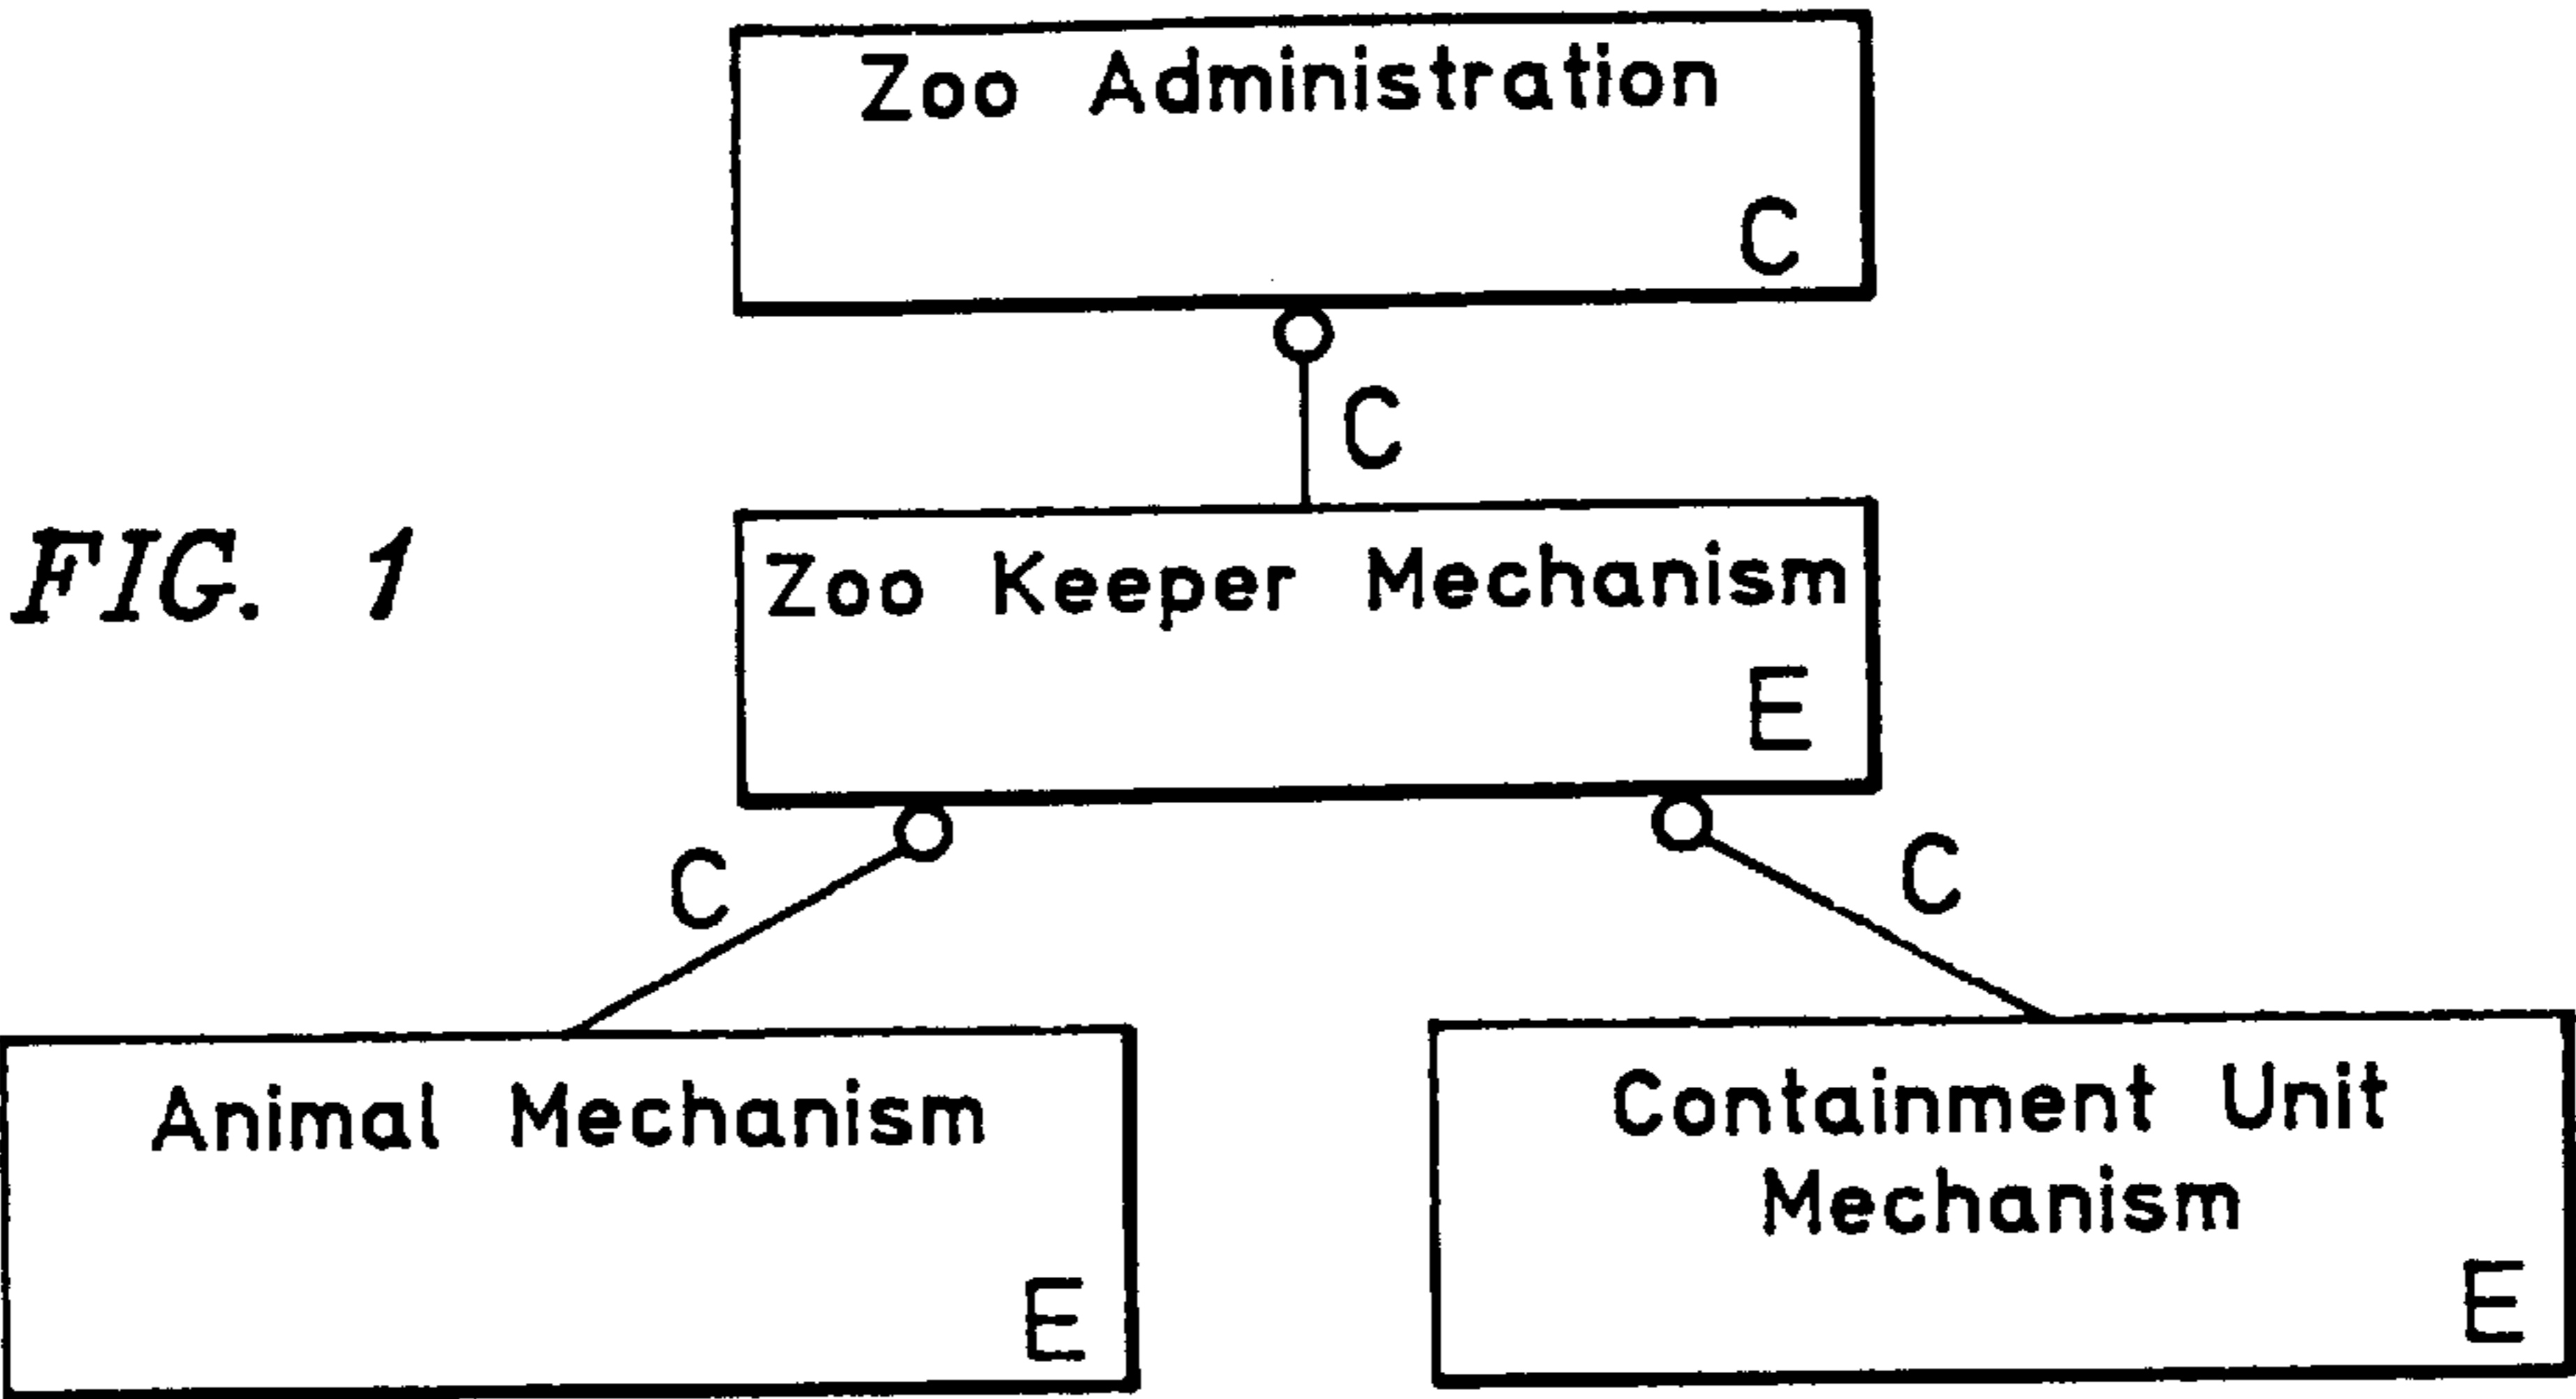 Zoo Administration
C
C
FIG. 1
Zoo Keeper Mechanism
E
C
C
Animal Mechanism
E
Containment Unit
Mechanism
E